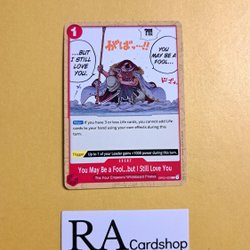 1
?!!
...BUT
I STILL
LOVE
YOU.
がば…!!
YOU
MAY BE A
FOOL...
Main If you have 3 or less Life cards, you cannot add Life
cards to your hand using your own effects during this
turn.
Trigger Up to 1 of your Leader gains +1000 power during this turn.
EVENT
You May Be a Fool...but I Still Love You
The Four Emperors/Whitebeard Pirates
RA
Cardshop